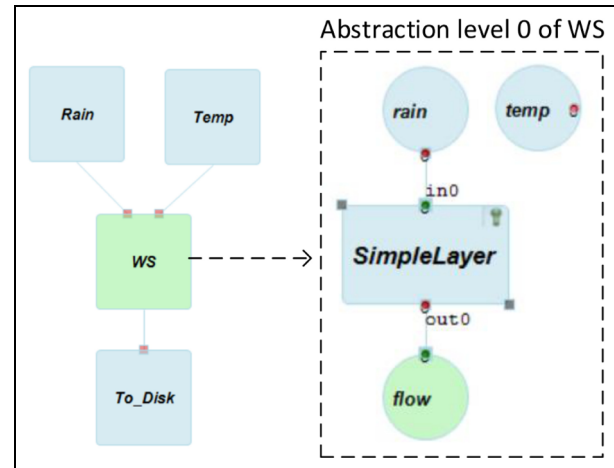 Abstraction level 0 of WS
Rain
Temp
WS
To_Disk
rain
temp
in0
SimpleLayer
out0
flow